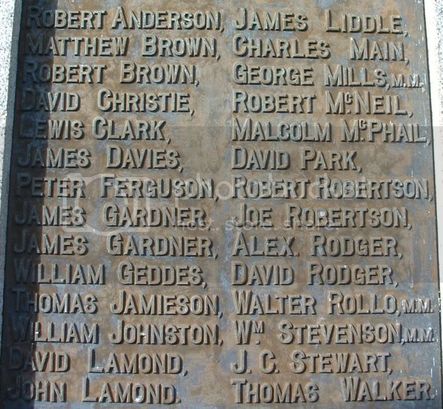 ROBERT ANDERSON,
MATTHEW BROWN,
ROBERT BROWN,
DAVID CHRISTIE,
LEWIS CLARK,
JAMES DAVIES,
PETER FERGUSON,
JAMES GARDNER,
JAMES GARDNER,
WILLIAM GEDDES,
THOMAS JAMIESON,
WILLIAM JOHNSTON,
DAVID LAMOND,
JOHN LAMOND.
JAMES LIDDLE,
CHARLES MAIN,
GEORGE MILLS, M.M.
ROBERT McNEIL,
MALCOLM McPHAIL,
DAVID PARK,
ROBERT ROBERTSON,
JOE ROBERTSON,
ALEX. RODGER,
DAVID RODGER,
WALTER ROLLO, M.M.
Wm STEVENSON, M.M.
J. C. STEWART,
THOMAS WALKER.